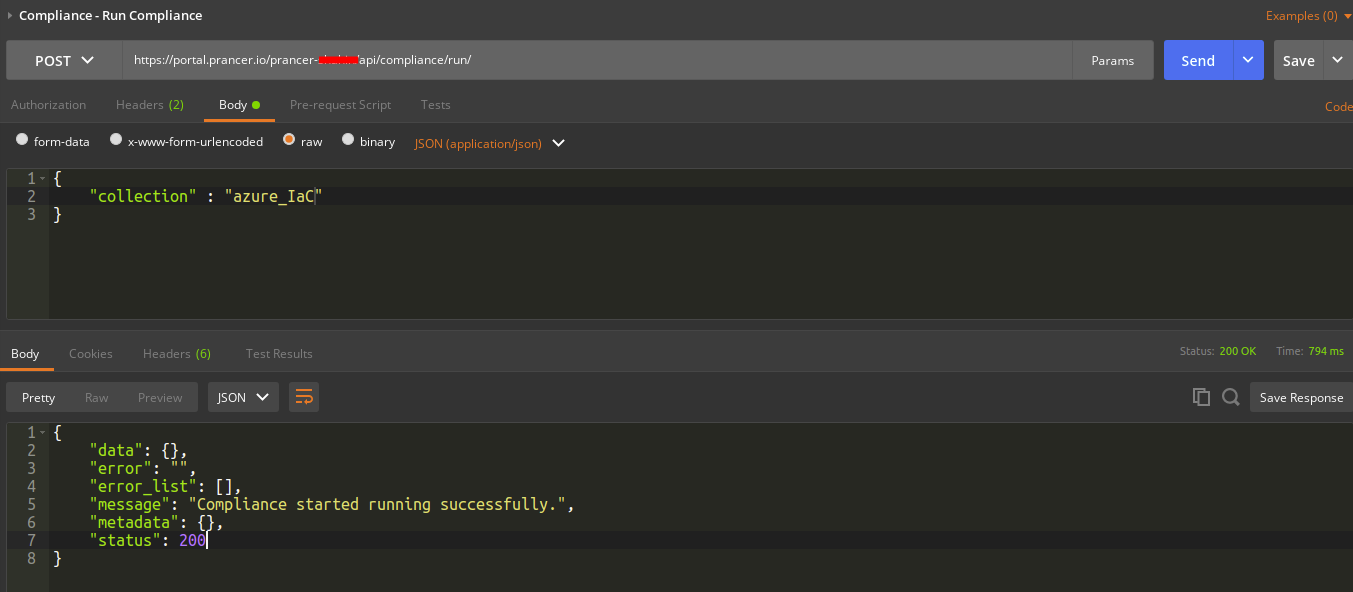 Compliance - Run Compliance
Examples (0)
POST https://portal.prancer.io/prancer- api/compliance/run/ Params Send Save
Authorization Headers (2) Body Pre-request Script Tests Code
form-data x-www-form-urlencoded raw binary JSON (application/json)
1 {
2 "collection" : "azure_IaC"
3 }
Body Cookies Headers (6) Test Results Status: 200 OK Time: 794 ms
Pretty Raw Preview JSON Save Response
1 {
2 "data": {},
3 "error": "",
4 "error_list": [],
5 "message": "Compliance started running successfully.",
6 "metadata": {},
7 "status": 200
8 }